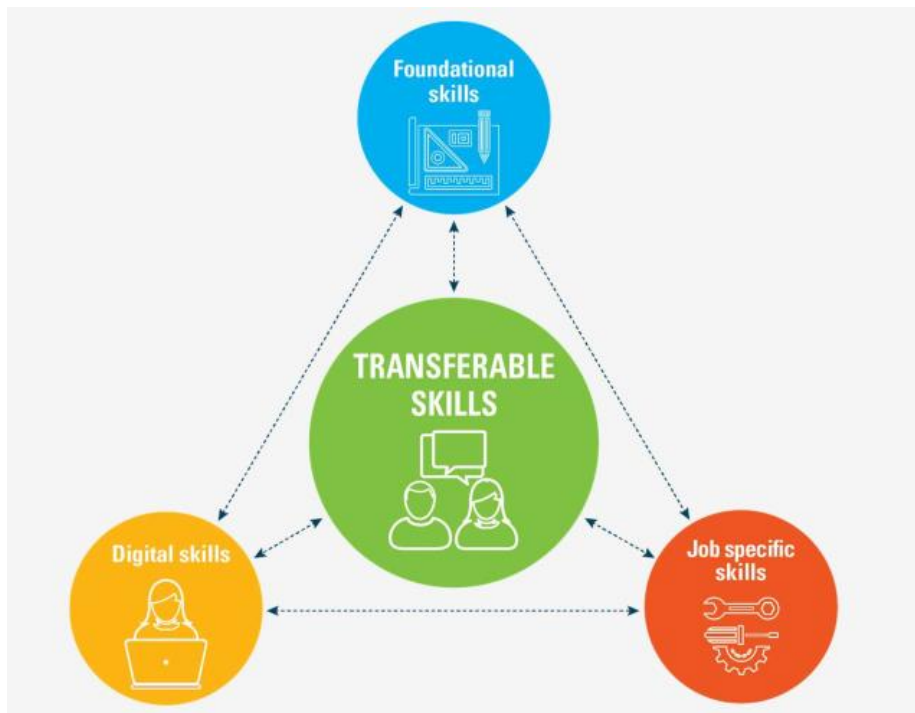 Foundational
skills
TRANSFERABLE
SKILLS
Digital skills
Job specific
skills